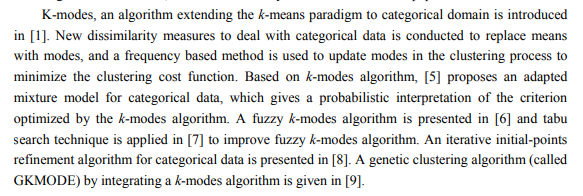 K-modes, an algorithm extending the k-means paradigm to categorical domain is introduced
in [1]. New dissimilarity measures to deal with categorical data is conducted to replace means
with modes, and a frequency based method is used to update modes in the clustering process to
minimize the clustering cost function. Based on k-modes algorithm, [5] proposes an adapted
mixture model for categorical data, which gives a probabilistic interpretation of the criterion
optimized by the k-modes algorithm. A fuzzy k-modes algorithm is presented in [6] and tabu
search technique is applied in [7] to improve fuzzy k-modes algorithm. An iterative initial-points
refinement algorithm for categorical data is presented in [8]. A genetic clustering algorithm (called
GKMODE) by integrating a k-modes algorithm is given in [9].